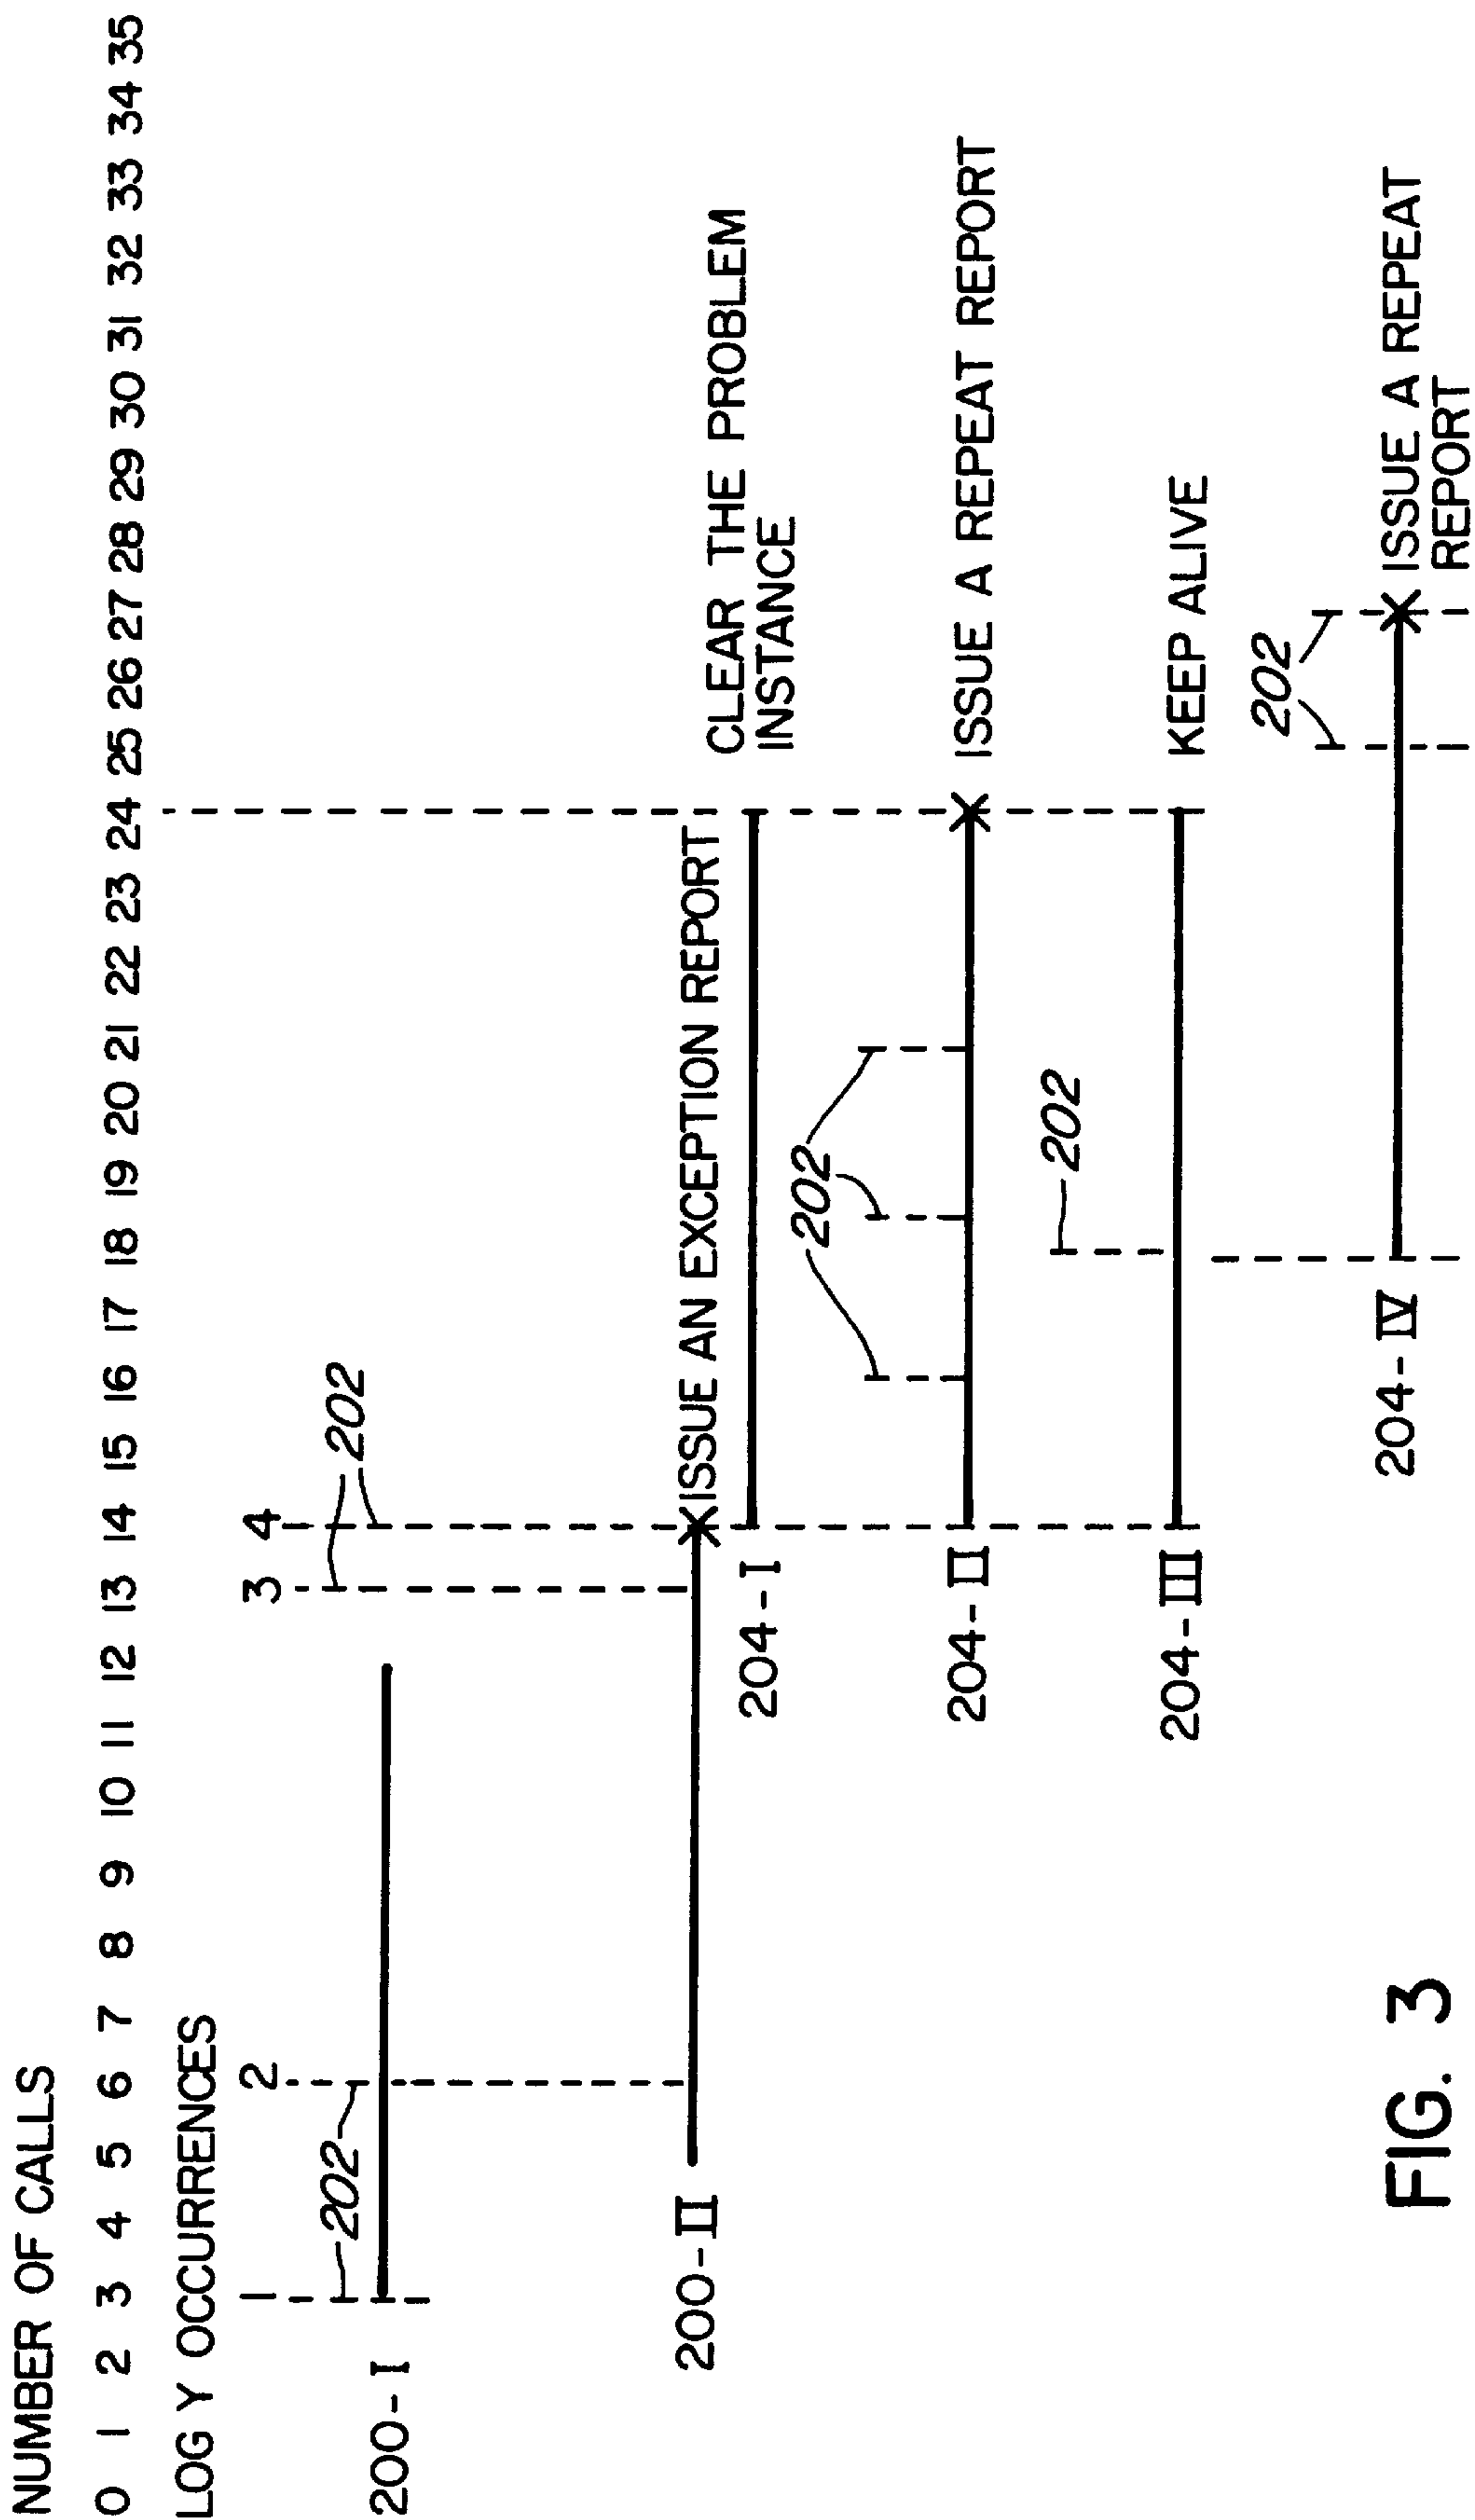 NUMBER OF CALLS
0 1 2 3 4 5 6 7 8 9 10 11 12 13 14 15 16 17 18 19 20 21 22 23 24 25 26 27 28 29 30 31 32 33 34 35
LOG Y OCCURRENCES
1 2 3 4
202 202
200-I
200-II
ISSUE AN EXCEPTION REPORT
204-I
CLEAR THE PROBLEM
INSTANCE
202
204-II
ISSUE A REPEAT REPORT
202
204-III
KEEP ALIVE
202
204-IV
ISSUE A REPEAT
REPORT
FIG. 3